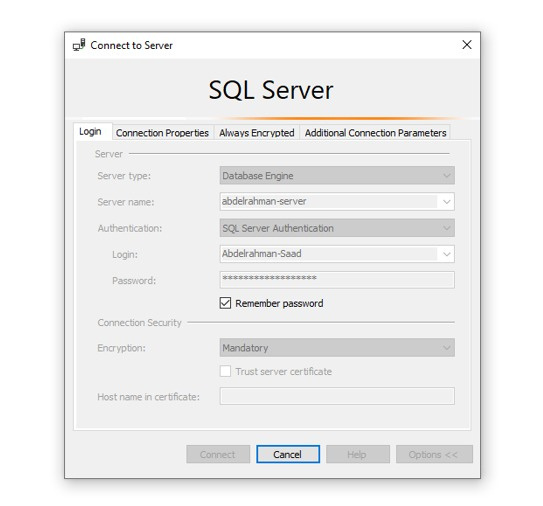 Connect to Server
SQL Server
Login Connection Properties Always Encrypted Additional Connection Parameters
Server
Server type: Database Engine
Server name: abdelrahman-server
Authentication: SQL Server Authentication
Login: Abdelrahman-Saad
Password: ******************
Remember password
Connection Security
Encryption: Mandatory
Trust server certificate
Host name in certificate:
Connect Cancel Help Options <<